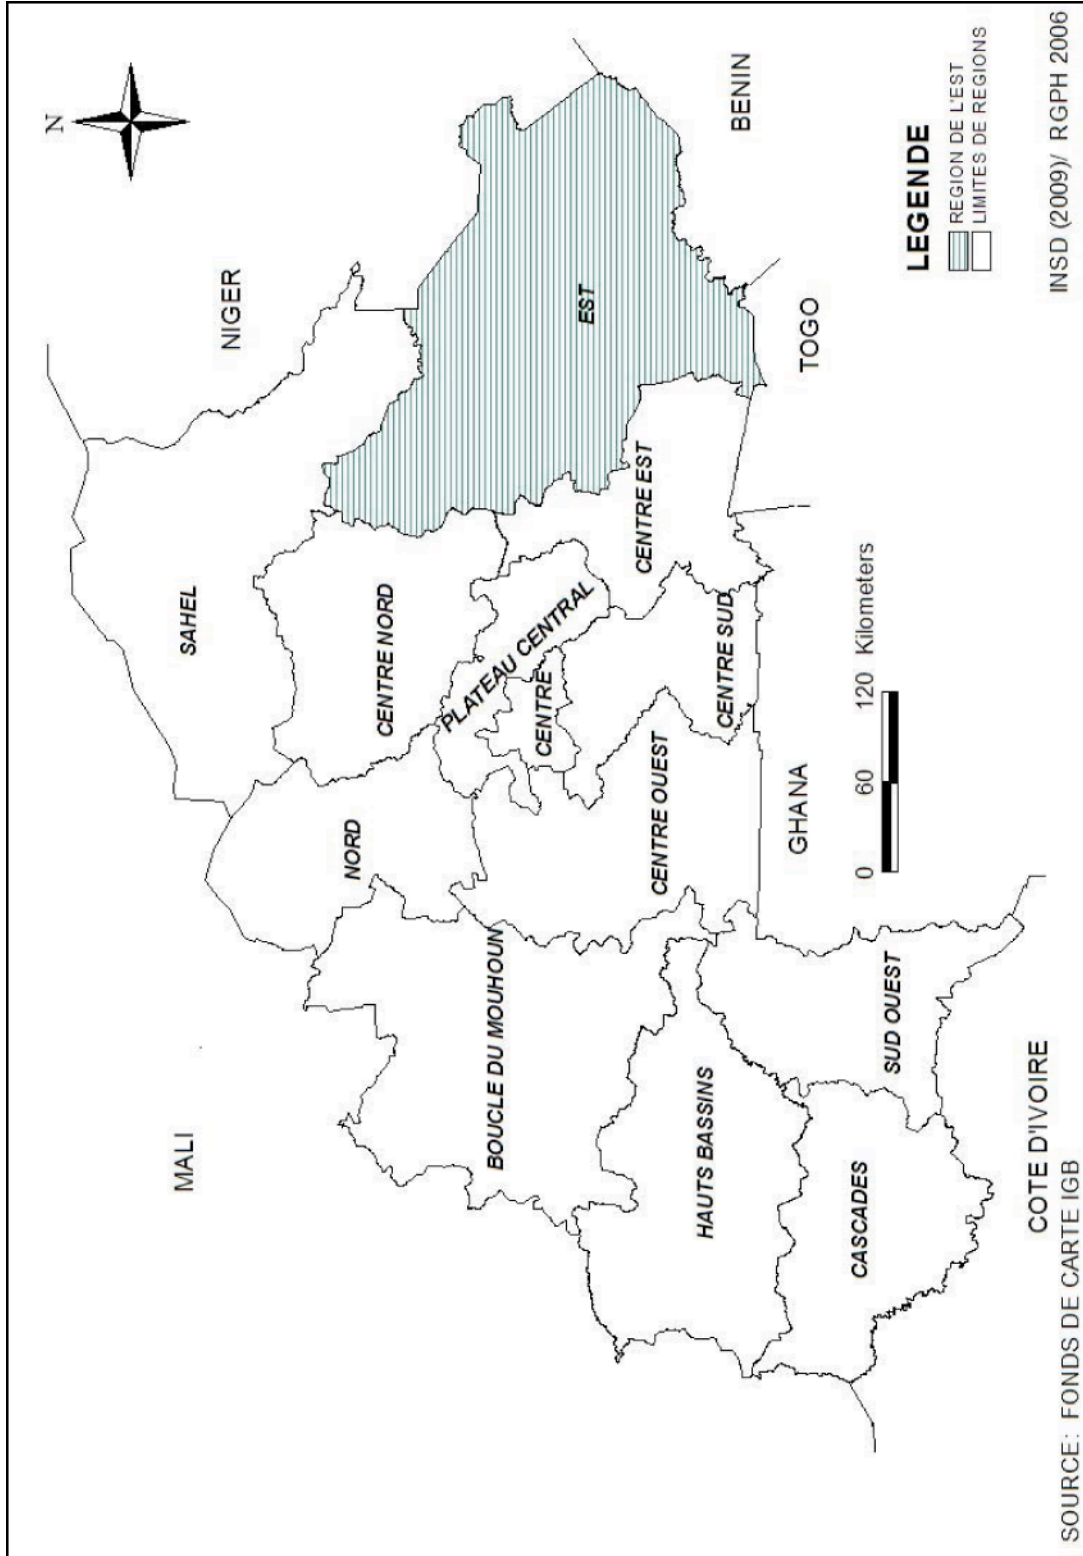 N
NIGER
MALI
BENIN
TOGO
GHANA
COTE D'IVOIRE
SAHEL
NORD
CENTRE NORD
EST
BOUCLE DU MOUHOUN
PLATEAU CENTRAL
CENTRE
CENTRE EST
CENTRE OUEST
CENTRE SUD
HAUTS BASSINS
CASCADES
SUD OUEST
0 60 120 Kilometers
LEGENDE
REGION DE L'EST
LIMITES DE REGIONS
SOURCE: FONDS DE CARTE IGB
INSD (2009)/ RGPH 2006